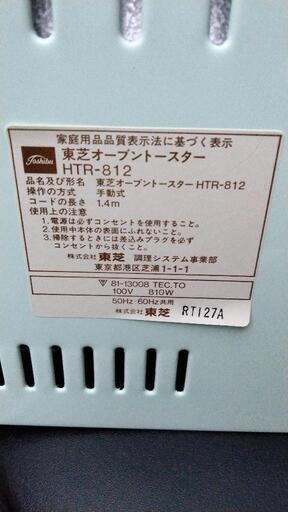 家庭用品品質表示法に基づく表示
Toshiba 東芝オーブントースター
HTR-812
品名及び形名 東芝オーブントースター HTR-812
操作の方式 手動式
コードの長さ 1.4m
使用上の注意
1.電源は必ずコンセントを使用すること。
2.使用中本体の表面にふれないこと。
3.掃除するときには差込みプラグを必ず
コンセントから抜くこと。
株式会社 東芝 調理システム事業部
東京都港区芝浦1-1-1
81-13008 TEC.TO
100V 810W
50Hz·60Hz共用
株式会社 東芝 RT127A